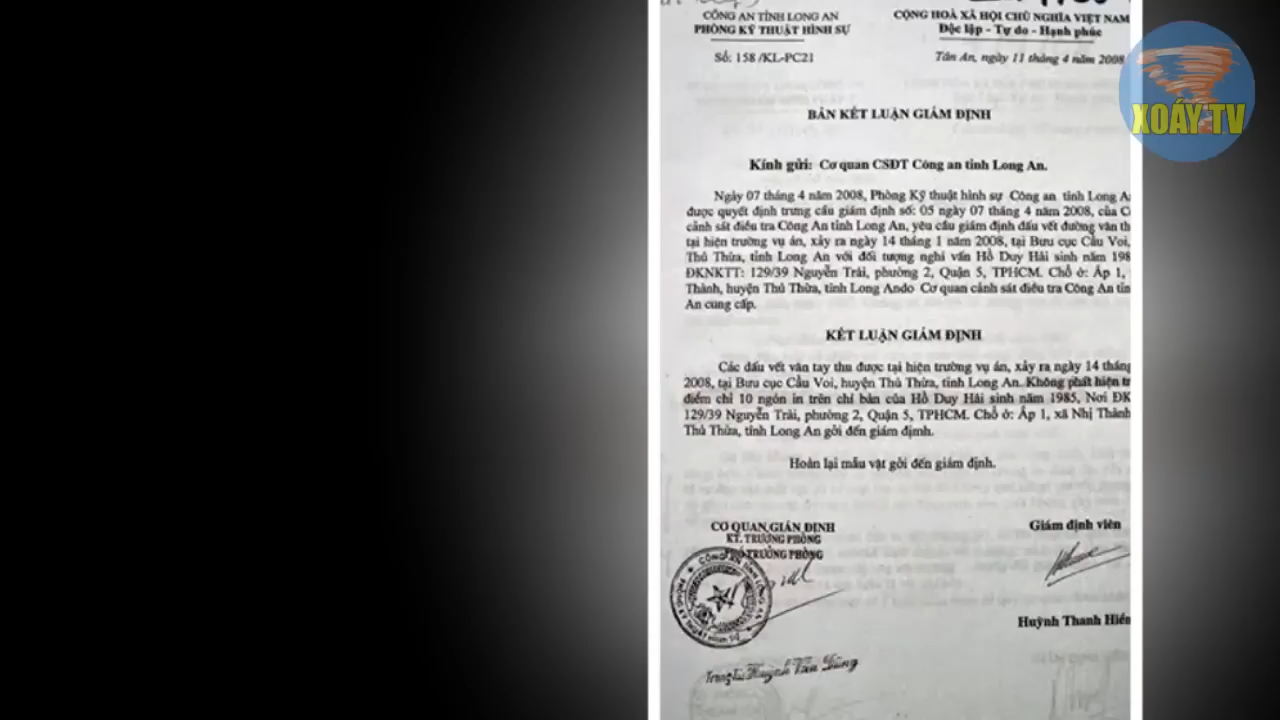 CÔNG AN TỈNH LONG AN
PHÒNG KỸ THUẬT HÌNH SỰ
Số: 158 /KL-PC21
CỘNG HOÀ XÃ HỘI CHỦ NGHĨA VIỆT NAM
Độc lập - Tự do - Hạnh phúc
Tân An, ngày 11 tháng 4 năm 2008
XOÁY TV
BẢN KẾT LUẬN GIÁM ĐỊNH
Kính gửi: Cơ quan CSĐT Công an tỉnh Long An.
Ngày 07 tháng 4 năm 2008, Phòng Kỹ thuật hình sự Công an tỉnh Long An
được quyết định trưng cầu giám định số: 05 ngày 07 tháng 4 năm 2008, của C
cảnh sát điều tra Công An tỉnh Long An, yêu cầu giám định dấu vết đường vân th
tại hiện trường vụ án, xảy ra ngày 14 tháng 1 năm 2008, tại Bưu cục Cầu Voi,
Thủ Thừa, tỉnh Long An với đối tượng nghi vấn Hồ Duy Hải sinh năm 198
ĐKNKTT: 129/39 Nguyễn Trãi, phường 2, Quận 5, TPHCM. Chỗ ở: Ấp 1,
Thành, huyện Thủ Thừa, tỉnh Long Ando Cơ quan cảnh sát điều tra Công An tỉn
An cung cấp.
KẾT LUẬN GIÁM ĐỊNH
Các dấu vết vân tay thu được tại hiện trường vụ án, xảy ra ngày 14 thán
2008, tại Bưu cục Cầu Voi, huyện Thủ Thừa, tỉnh Long An. Không phát hiện tr
điểm chỉ 10 ngón in trên chỉ bản của Hồ Duy Hải sinh năm 1985, Nơi ĐK
129/39 Nguyễn Trãi, phường 2, Quận 5, TPHCM. Chỗ ở: Ấp 1, xã Nhị Thành
Thủ Thừa, tỉnh Long An gởi đến giám định.
Hoàn lại mẫu vật gởi đến giám định.
CƠ QUAN GIÁN ĐỊNH
KT. TRƯỞNG PHÒNG
PHÓ TRƯỞNG PHÒNG
Giám định viên
Huỳnh Thanh Hiền
Huỳnh Văn Dũng